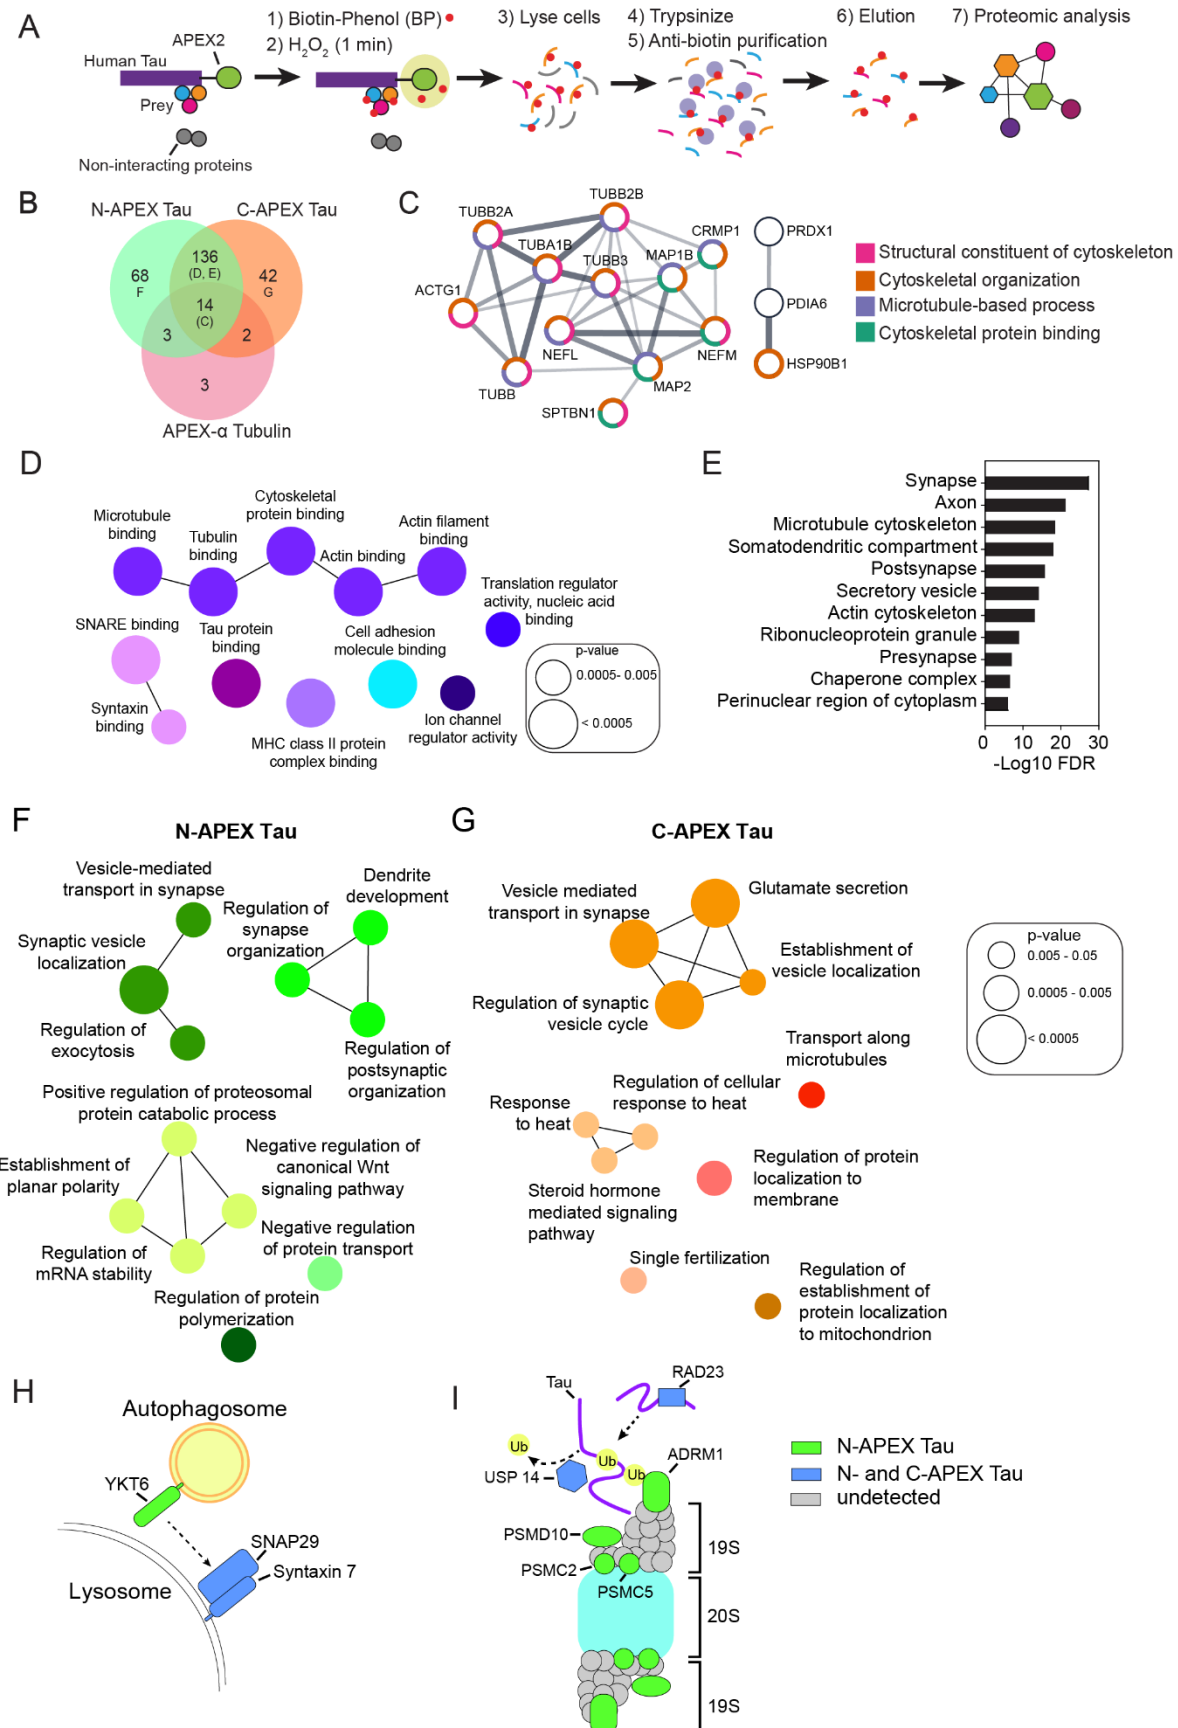 A
1) Biotin-Phenol (BP)
2) H₂O₂ (1 min)
3) Lyse cells
4) Trypsinize
5) Anti-biotin purification
6) Elution
7) Proteomic analysis
APEX2
Human Tau
Prey
Non-interacting proteins
B
N-APEX Tau
C-APEX Tau
68
F
136
(D, E)
42
G
14
(C)
3
2
3
APEX-α Tubulin
C
TUBB2B
TUBB2A
TUBA1B
TUBB3
MAP1B
CRMP1
ACTG1
NEFL
NEFM
TUBB
MAP2
SPTBN1
PRDX1
PDIA6
HSP90B1
Structural constituent of cytoskeleton
Cytoskeletal organization
Microtubule-based process
Cytoskeletal protein binding
D
Microtubule
binding
Tubulin
binding
Cytoskeletal
protein binding
Actin binding
Actin filament
binding
Translation regulator
activity, nucleic acid
binding
SNARE binding
Syntaxin
binding
Tau protein
binding
MHC class II protein
complex binding
Cell adhesion
molecule binding
Ion channel
regulator activity
p-value
0.0005- 0.005
< 0.0005
E
Synapse
Axon
Microtubule cytoskeleton
Somatodendritic compartment
Postsynapse
Secretory vesicle
Actin cytoskeleton
Ribonucleoprotein granule
Presynapse
Chaperone complex
Perinuclear region of cytoplasm
0 10 20 30
-Log10 FDR
F
N-APEX Tau
Vesicle-mediated
transport in synapse
Synaptic vesicle
localization
Regulation of
exocytosis
Dendrite
development
Regulation of
synapse
organization
Regulation of
postsynaptic
organization
Positive regulation of proteosomal
protein catabolic process
Establishment of
planar polarity
Negative regulation of
canonical Wnt
signaling pathway
Regulation of
mRNA stability
Negative regulation
of protein transport
Regulation of protein
polymerization
G
C-APEX Tau
Vesicle mediated
transport in synapse
Glutamate secretion
Establishment of
vesicle localization
Regulation of synaptic
vesicle cycle
Transport along
microtubules
Regulation of cellular
response to heat
Response
to heat
Steroid hormone
mediated signaling
pathway
Regulation of protein
localization to
membrane
Single fertilization
Regulation of
establishment of
protein localization
to mitochondrion
p-value
0.005 - 0.05
0.0005 - 0.005
< 0.0005
H
Autophagosome
YKT6
SNAP29
Syntaxin 7
Lysosome
I
Tau
RAD23
Ub
Ub
Ub
USP 14
ADRM1
PSMD10
PSMC2
PSMC5
19S
20S
19S
N-APEX Tau
N- and C-APEX Tau
undetected